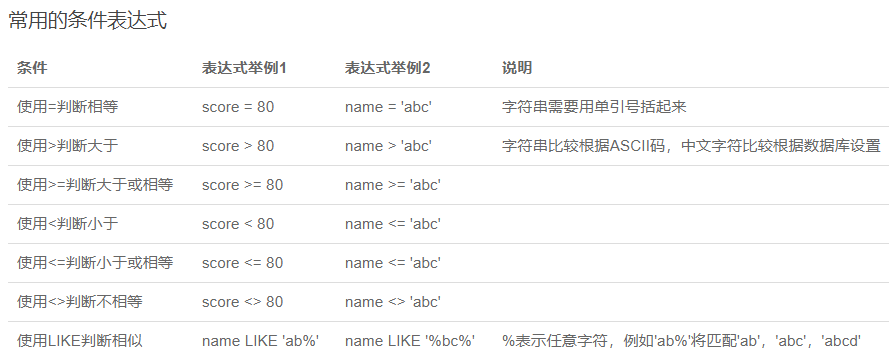 常用的条件表达式
条件 表达式举例1 表达式举例2 说明
使用=判断相等 score = 80 name = 'abc' 字符串需要用单引号括起来
使用>判断大于 score > 80 name > 'abc' 字符串比较根据ASCII码，中文字符比较根据数据库设置
使用>=判断大于或相等 score >= 80 name >= 'abc'
使用<判断小于 score < 80 name <= 'abc'
使用<=判断小于或相等 score <= 80 name <= 'abc'
使用<>判断不相等 score <> 80 name <> 'abc'
使用LIKE判断相似 name LIKE 'ab%' name LIKE '%bc%' %表示任意字符，例如'ab%'将匹配'ab'，'abc'，'abcd'